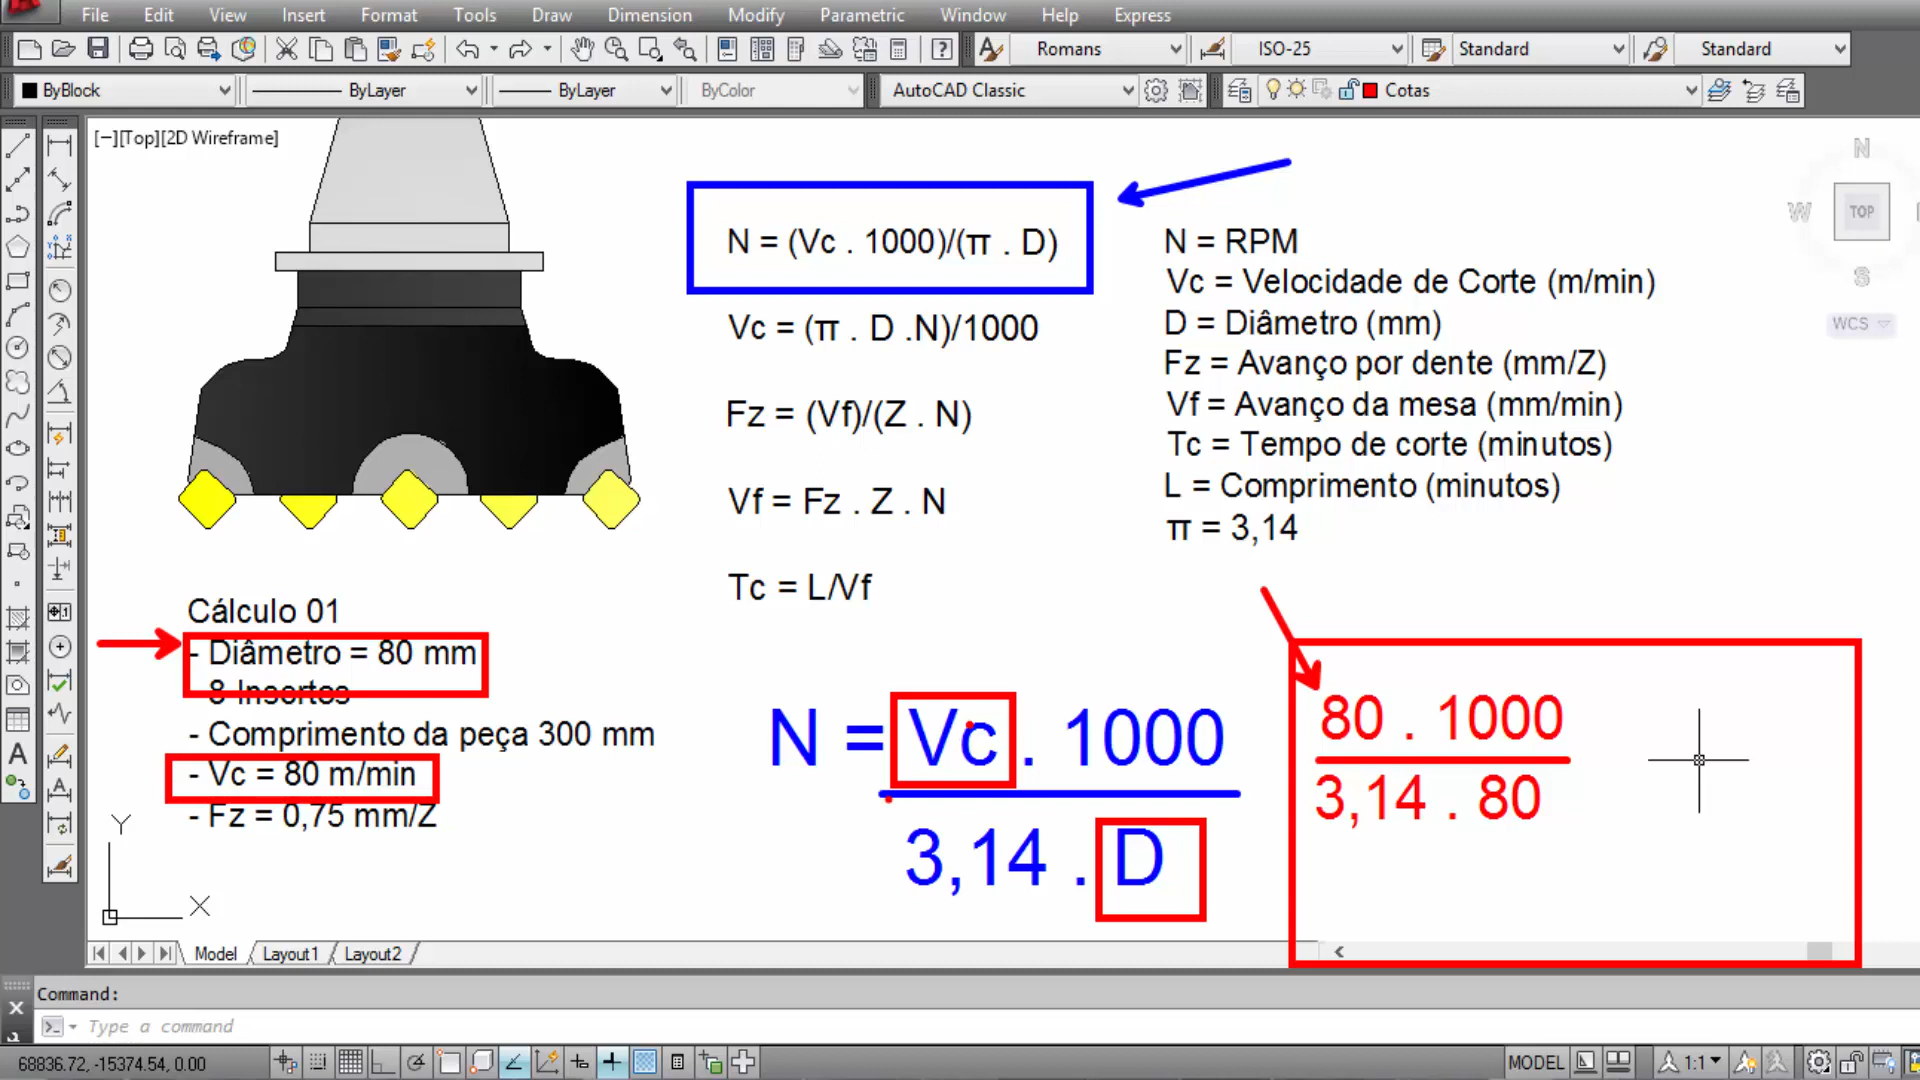 File Edit View Insert Format Tools Draw Dimension Modify Parametric Window Help Express
Romans ISO-25 Standard Standard
ByBlock ByLayer ByLayer ByColor AutoCAD Classic Cotas
[−][Top][2D Wireframe]
N
W TOP
S
WCS
N = (Vc . 1000)/(π . D)
Vc = (π . D .N)/1000
Fz = (Vf)/(Z . N)
Vf = Fz . Z . N
Tc = L/Vf
N = RPM
Vc = Velocidade de Corte (m/min)
D = Diâmetro (mm)
Fz = Avanço por dente (mm/Z)
Vf = Avanço da mesa (mm/min)
Tc = Tempo de corte (minutos)
L = Comprimento (minutos)
π = 3,14
Cálculo 01
- Diâmetro = 80 mm
- 8 Insertos
- Comprimento da peça 300 mm
- Vc = 80 m/min
- Fz = 0,75 mm/Z
N = Vc . 1000
3,14 . D
80 . 1000
3,14 . 80
Y
X
Model Layout1 Layout2
Command:
Type a command
68836.72, -15374.54, 0.00 MODEL 1:1